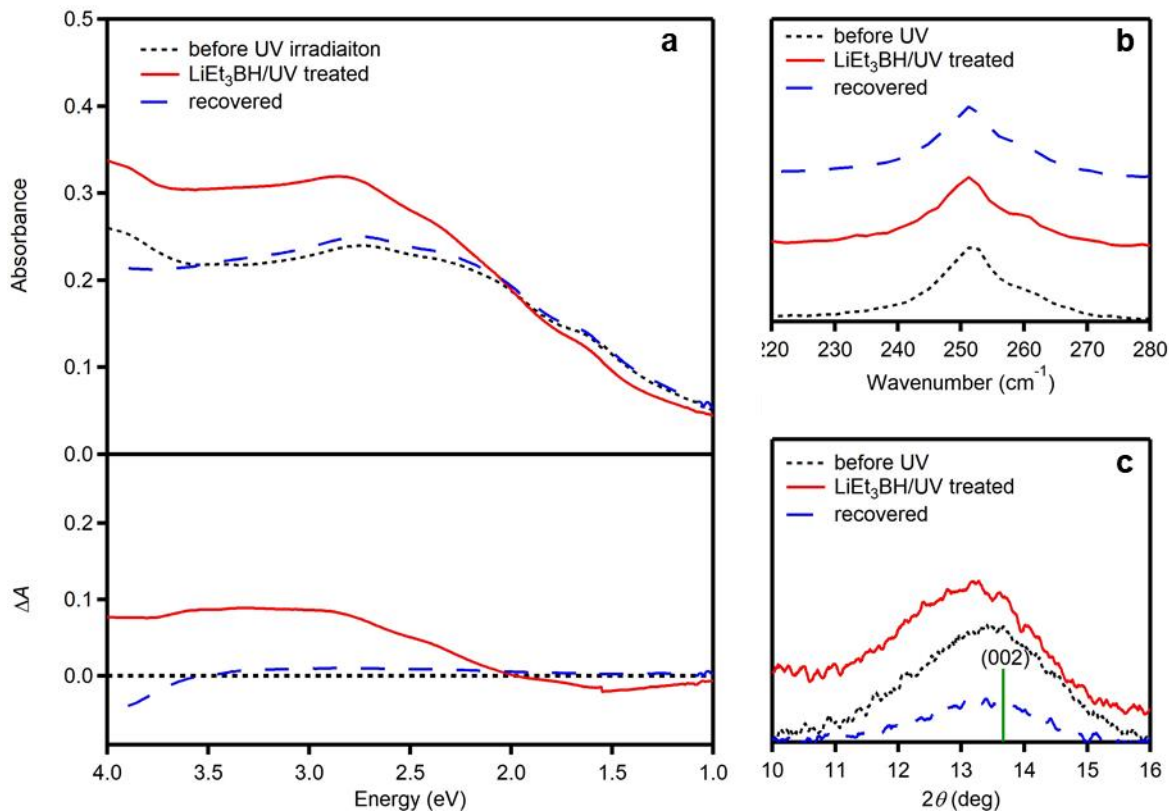 a
before UV irradiaiton
LiEt₃BH/UV treated
recovered
0.5
0.4
0.3
0.2
0.1
0.0
Absorbance
0.2
0.1
0.0
ΔA
4.0 3.5 3.0 2.5 2.0 1.5 1.0
Energy (eV)
b
before UV
LiEt₃BH/UV treated
recovered
220 230 240 250 260 270 280
Wavenumber (cm⁻¹)
c
before UV
LiEt₃BH/UV treated
recovered
(002)
10 11 12 13 14 15 16
2θ (deg)